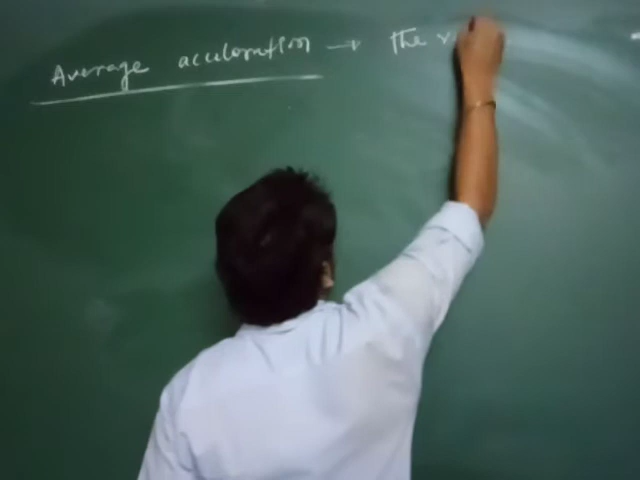 Average acceleration → the